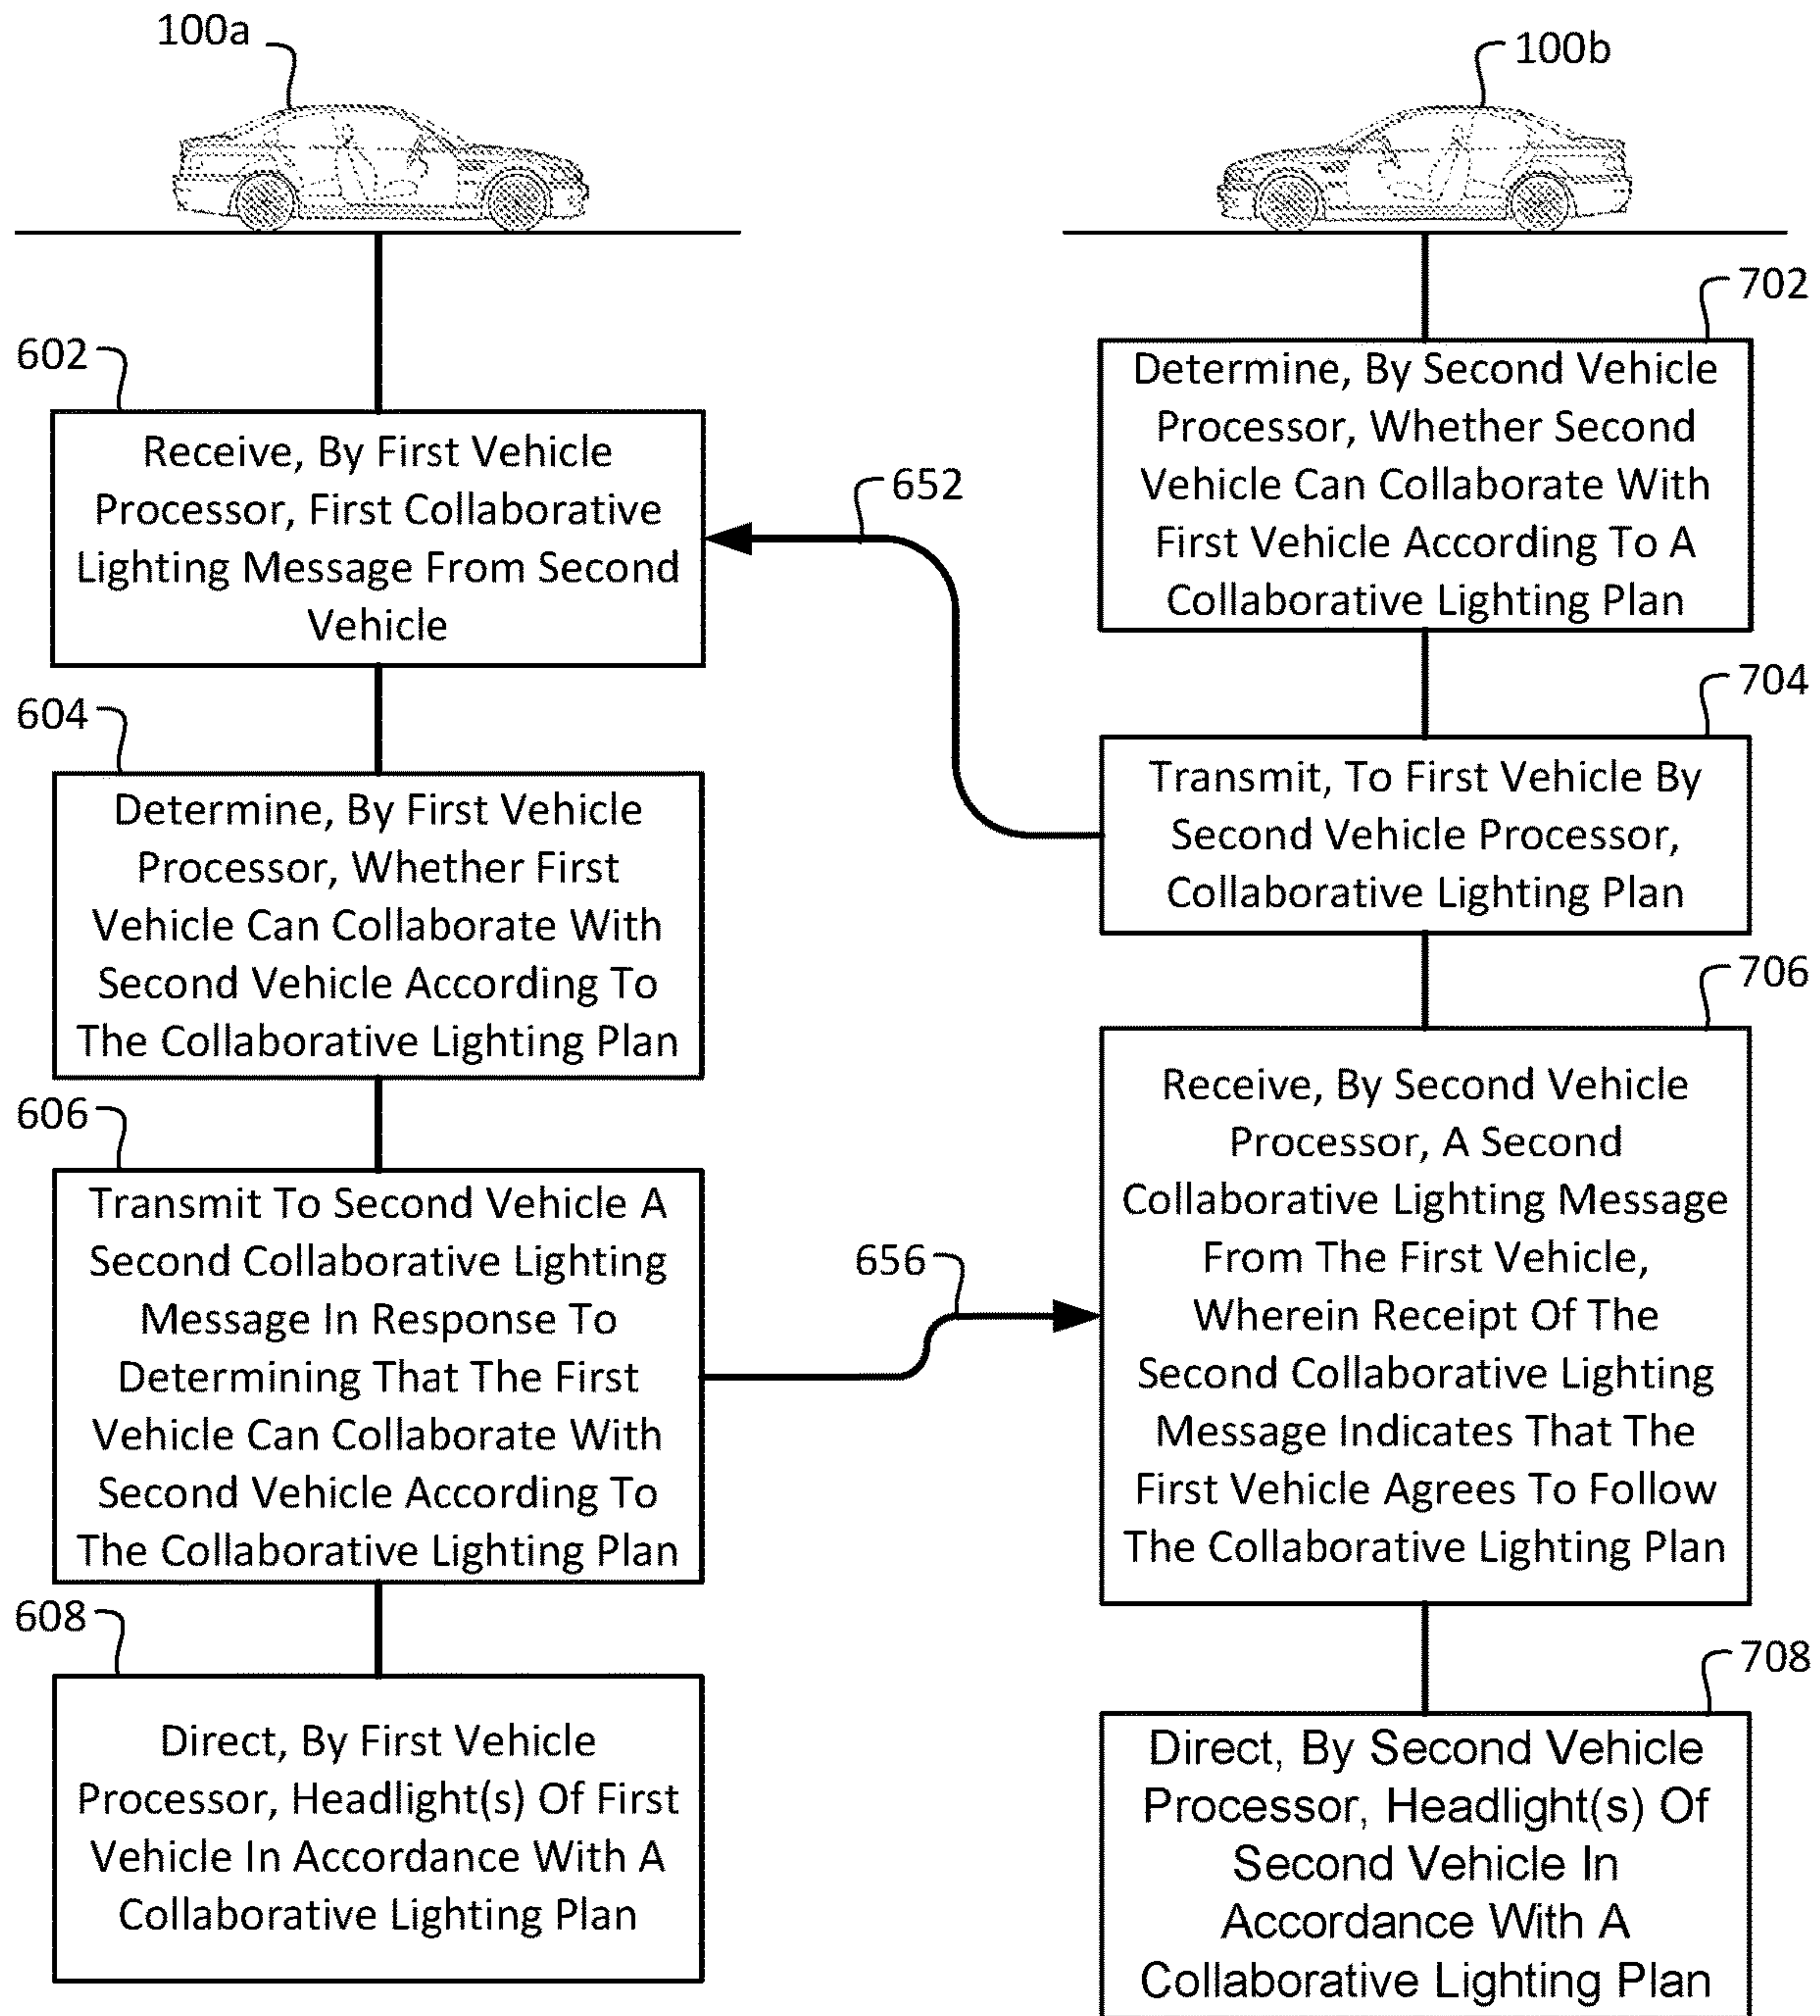 100a
100b
602
Receive, By First Vehicle
Processor, First Collaborative
Lighting Message From Second
Vehicle
652
702
Determine, By Second Vehicle
Processor, Whether Second
Vehicle Can Collaborate With
First Vehicle According To A
Collaborative Lighting Plan
604
Determine, By First Vehicle
Processor, Whether First
Vehicle Can Collaborate With
Second Vehicle According To
The Collaborative Lighting Plan
704
Transmit, To First Vehicle By
Second Vehicle Processor,
Collaborative Lighting Plan
606
Transmit To Second Vehicle A
Second Collaborative Lighting
Message In Response To
Determining That The First
Vehicle Can Collaborate With
Second Vehicle According To
The Collaborative Lighting Plan
656
706
Receive, By Second Vehicle
Processor, A Second
Collaborative Lighting Message
From The First Vehicle,
Wherein Receipt Of The
Second Collaborative Lighting
Message Indicates That The
First Vehicle Agrees To Follow
The Collaborative Lighting Plan
608
Direct, By First Vehicle
Processor, Headlight(s) Of First
Vehicle In Accordance With A
Collaborative Lighting Plan
708
Direct, By Second Vehicle
Processor, Headlight(s) Of
Second Vehicle In
Accordance With A
Collaborative Lighting Plan